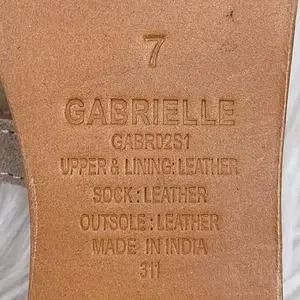 7
GABRIELLE
GABR02S1
UPPER & LINING: LEATHER
SOCK: LEATHER
OUTSOLE: LEATHER
MADE IN INDIA
311